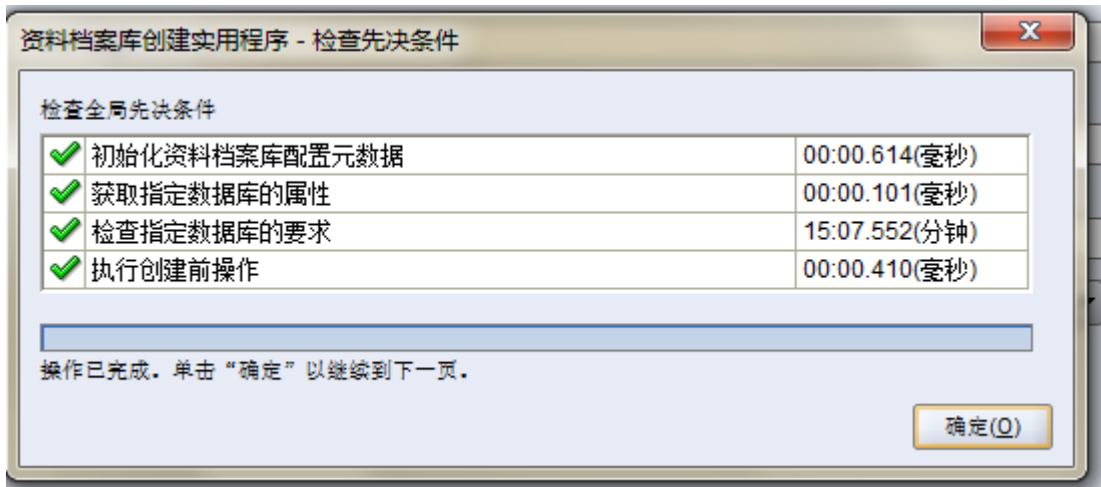 资料档案库创建实用程序 - 检查先决条件
检查全局先决条件
初始化资料档案库配置元数据 00:00.614(毫秒)
获取指定数据库的属性 00:00.101(毫秒)
检查指定数据库的要求 15:07.552(分钟)
执行创建前操作 00:00.410(毫秒)
操作已完成. 单击“确定”以继续到下一页.
确定(O)